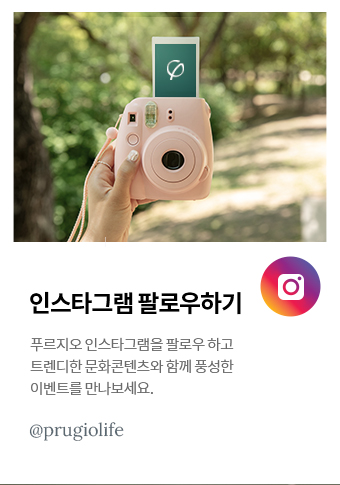 인스타그램 팔로우하기
푸르지오 인스타그램을 팔로우 하고
트렌디한 문화콘텐츠와 함께 풍성한
이벤트를 만나보세요.
@prugiolife